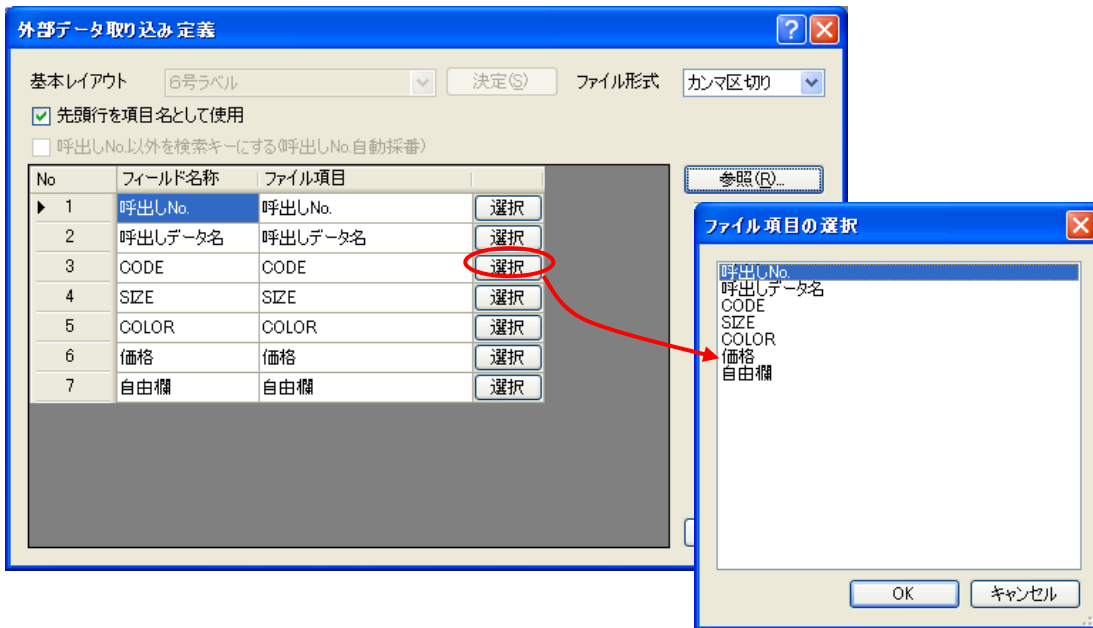 外部データ取り込み定義
基本レイアウト 6号ラベル 決定(S) ファイル形式 カンマ区切り
先頭行を項目名として使用
呼出しNo.以外を検索キーにする(呼出しNo.自動採番)
No フィールド名称 ファイル項目
参照(R)...
1 呼出しNo. 呼出しNo. 選択
2 呼出しデータ名 呼出しデータ名 選択
3 CODE CODE 選択
4 SIZE SIZE 選択
5 COLOR COLOR 選択
6 価格 価格 選択
7 自由欄 自由欄 選択
ファイル項目の選択
呼出しNo.
呼出しデータ名
CODE
SIZE
COLOR
価格
自由欄
OK キャンセル